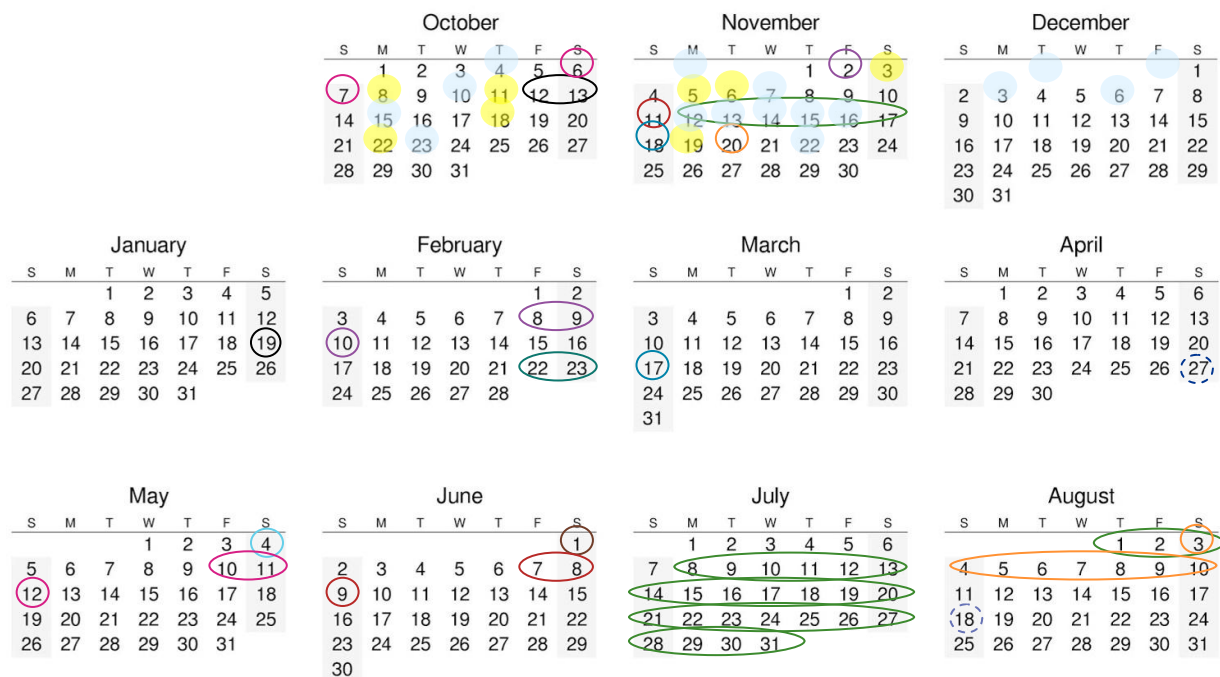 October
November
December
S M T W T F S
S M T W T F S
S M T W T F S
1 2 3 4 5 6
1 2 3
1
7 8 9 10 11 12 13
4 5 6 7 8 9 10
2 3 4 5 6 7 8
14 15 16 17 18 19 20
11 12 13 14 15 16 17
9 10 11 12 13 14 15
21 22 23 24 25 26 27
18 19 20 21 22 23 24
16 17 18 19 20 21 22
28 29 30 31
25 26 27 28 29 30
23 24 25 26 27 28 29
30 31
January
February
March
April
S M T W T F S
S M T W T F S
S M T W T F S
S M T W T F S
1 2 3 4 5
1 2
1 2
1 2 3 4 5 6
6 7 8 9 10 11 12
3 4 5 6 7 8 9
3 4 5 6 7 8 9
7 8 9 10 11 12 13
13 14 15 16 17 18 19
10 11 12 13 14 15 16
10 11 12 13 14 15 16
14 15 16 17 18 19 20
20 21 22 23 24 25 26
17 18 19 20 21 22 23
17 18 19 20 21 22 23
21 22 23 24 25 26 27
27 28 29 30 31
24 25 26 27 28
24 25 26 27 28 29 30
28 29 30
31
May
June
July
August
S M T W T F S
S M T W T F S
S M T W T F S
S M T W T F S
1 2 3 4
1
1 2 3 4 5 6
1 2 3
5 6 7 8 9 10 11
2 3 4 5 6 7 8
7 8 9 10 11 12 13
4 5 6 7 8 9 10
12 13 14 15 16 17 18
9 10 11 12 13 14 15
14 15 16 17 18 19 20
11 12 13 14 15 16 17
19 20 21 22 23 24 25
16 17 18 19 20 21 22
21 22 23 24 25 26 27
18 19 20 21 22 23 24
26 27 28 29 30 31
23 24 25 26 27 28 29
28 29 30 31
25 26 27 28 29 30 31
30